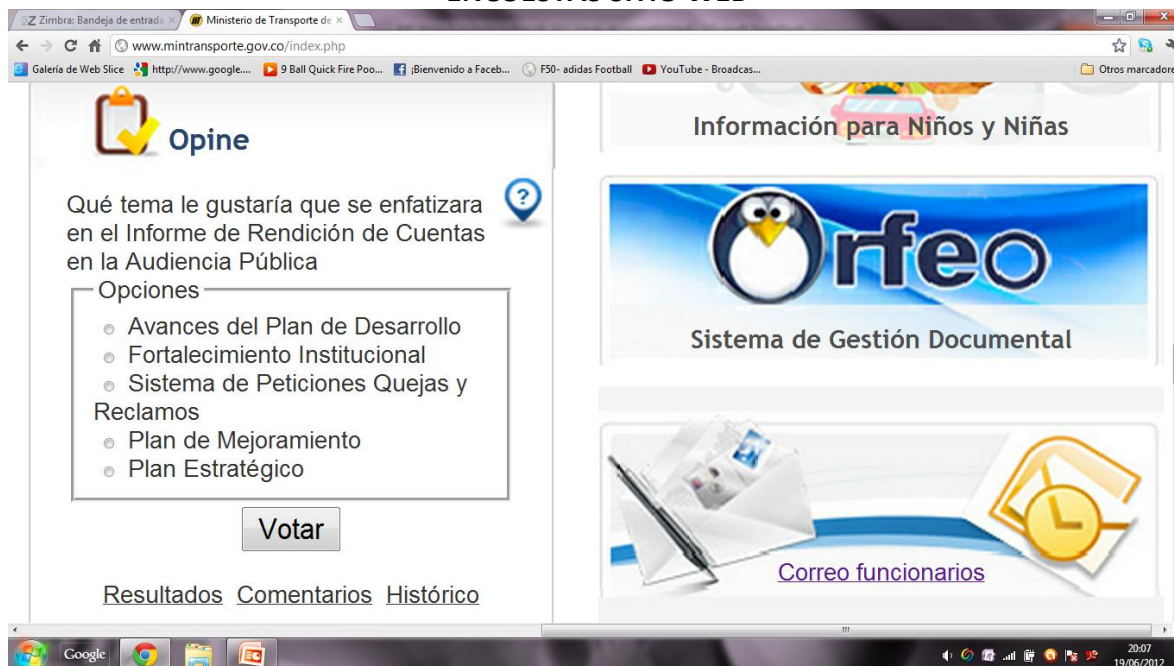 Zimbra: Bandeja de entrada
Ministerio de Transporte de
www.mintransporte.gov.co/index.php
Galería de Web Slice
http://www.google....
9 Ball Quick Fire Poo...
¡Bienvenido a Faceb...
F50- adidas Football
YouTube - Broadcas...
Otros marcadore
Opine
Qué tema le gustaría que se enfatizara
en el Informe de Rendición de Cuentas
en la Audiencia Pública
Opciones
Avances del Plan de Desarrollo
Fortalecimiento Institucional
Sistema de Peticiones Quejas y
Reclamos
Plan de Mejoramiento
Plan Estratégico
Votar
Resultados Comentarios Histórico
Información para Niños y Niñas
Orfeo
Sistema de Gestión Documental
Correo funcionarios
Google
20:07
19/06/2012